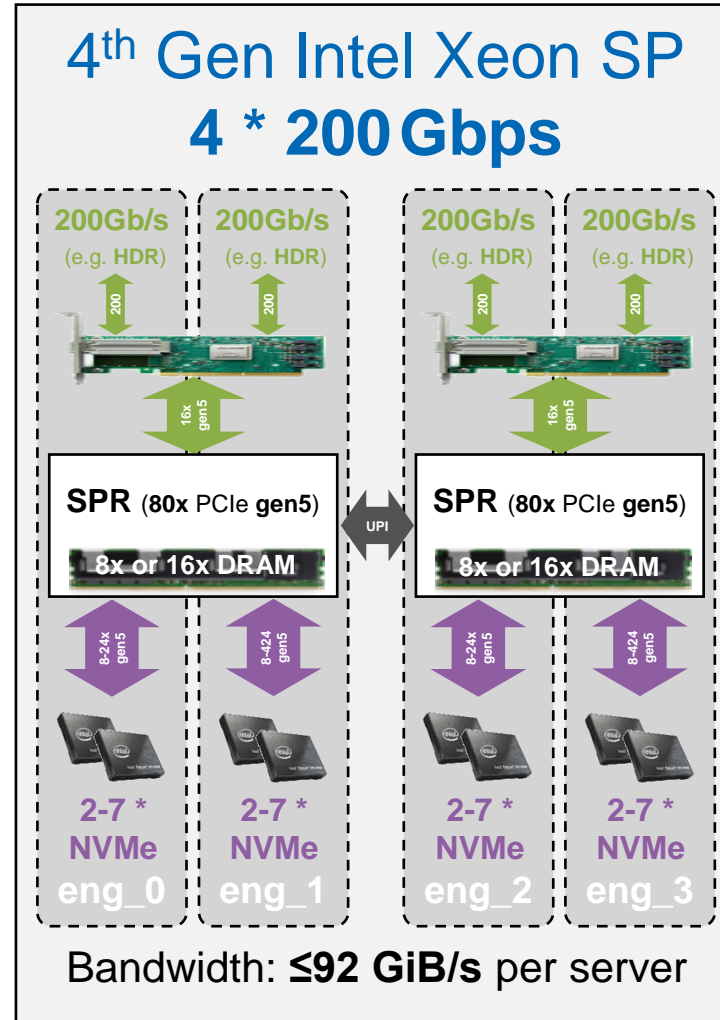 4th Gen Intel Xeon SP
4 * 200 Gbps
200Gb/s
(e.g. HDR)
200
200Gb/s
(e.g. HDR)
200
200Gb/s
(e.g. HDR)
200
200Gb/s
(e.g. HDR)
200
16x
gen5
16x
gen5
SPR (80x PCIe gen5)
8x or 16x DRAM
UPI
SPR (80x PCIe gen5)
8x or 16x DRAM
8-24x
gen5
8-424
gen5
8-24x
gen5
8-424
gen5
2-7 *
NVMe
eng_0
2-7 *
NVMe
eng_1
2-7 *
NVMe
eng_2
2-7 *
NVMe
eng_3
Bandwidth: ≤92 GiB/s per server